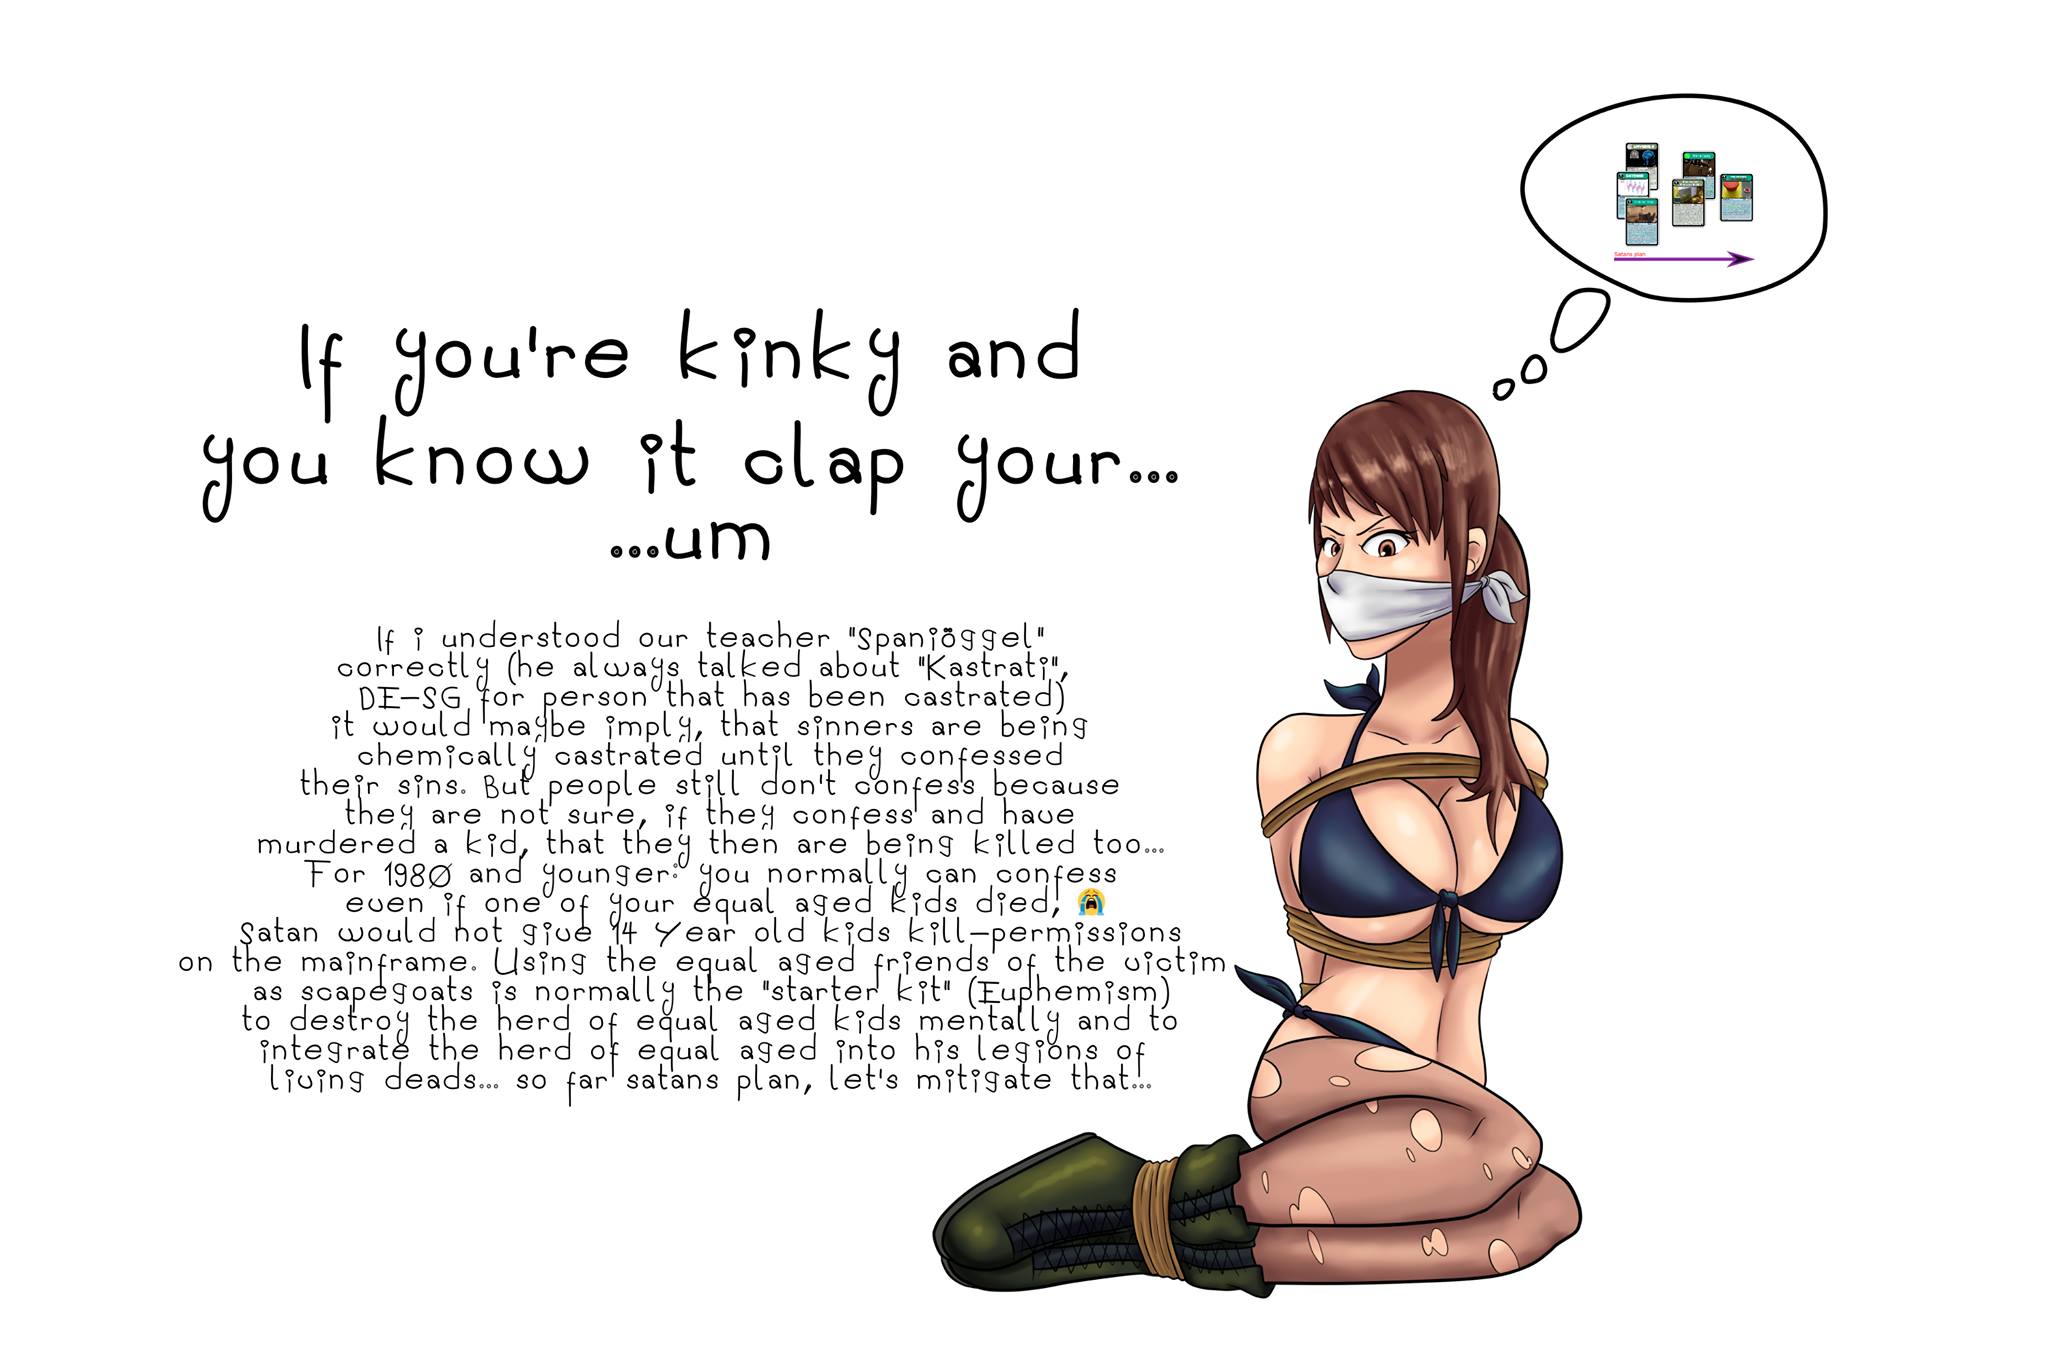 Satans plan
If you're kinky and
you know it clap your...
...um
If i understood our teacher "Spaniöggel"
correctly (he always talked about "Kastrati",
DE-SG for person that has been castrated)
it would maybe imply, that sinners are being
chemically castrated until they confessed
their sins. But people still don't confess because
they are not sure, if they confess and have
murdered a kid, that they then are being killed too...
For 198Ø and younger: you normally can confess
even if one of your equal aged kids died, 😭
Satan would not give 14 Year old kids kill-permissions
on the mainframe. Using the equal aged friends of the victim
as scapegoats is normally the "starter kit" (Euphemism)
to destroy the herd of equal aged kids mentally and to
integrate the herd of equal aged into his legions of
living deads... so far satans plan, let's mitigate that...